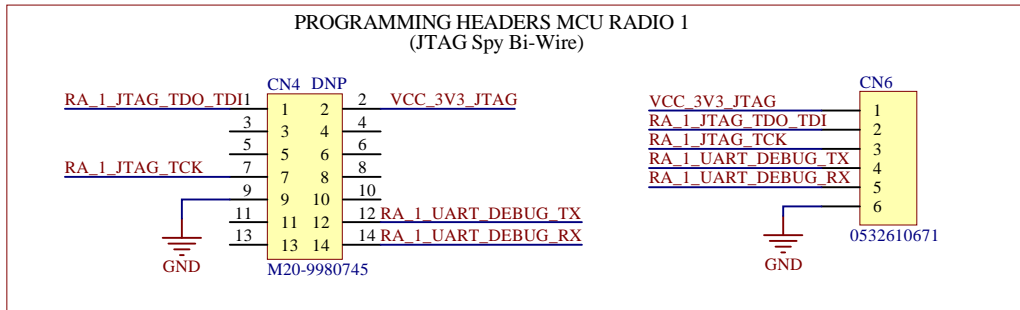 PROGRAMMING HEADERS MCU RADIO 1
(JTAG Spy Bi-Wire)
CN4 DNP
RA_1_JTAG_TDO_TDI 1 1 2 2 VCC_3V3_JTAG
3 3 4 4
5 5 6 6
RA_1_JTAG_TCK 7 7 8 8
9 9 10 10
11 11 12 12 RA_1_UART_DEBUG_TX
13 13 14 14 RA_1_UART_DEBUG_RX
GND
M20-9980745
CN6
VCC_3V3_JTAG 1
RA_1_JTAG_TDO_TDI 2
RA_1_JTAG_TCK 3
RA_1_UART_DEBUG_TX 4
RA_1_UART_DEBUG_RX 5
6
0532610671
GND